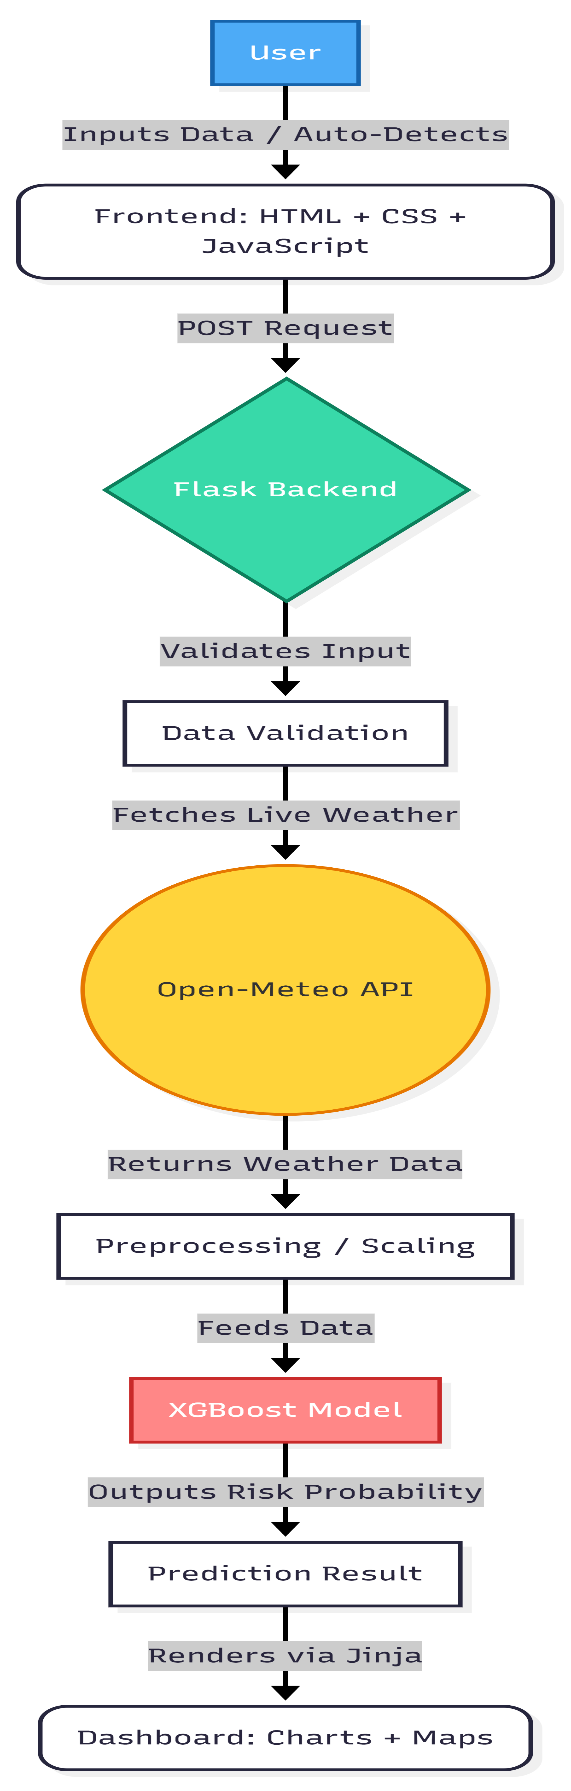 User
Inputs Data / Auto-Detects
Frontend: HTML + CSS +
JavaScript
POST Request
Flask Backend
Validates Input
Data Validation
Fetches Live Weather
Open-Meteo API
Returns Weather Data
Preprocessing / Scaling
Feeds Data
XGBoost Model
Outputs Risk Probability
Prediction Result
Renders via Jinja
Dashboard: Charts + Maps